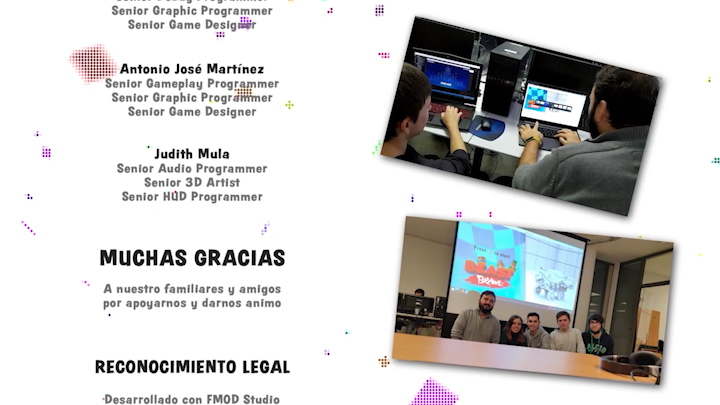 Senior Graphic Programmer
Senior Game Designer
Antonio José Martínez
Senior Gameplay Programmer
Senior Graphic Programmer
Senior Game Designer
Judith Mula
Senior Audio Programmer
Senior 3D Artist
Senior HUD Programmer
MUCHAS GRACIAS
A nuestro familiares y amigos
por apoyarnos y darnos animo
RECONOCIMIENTO LEGAL
Desarrollado con FMOD Studio